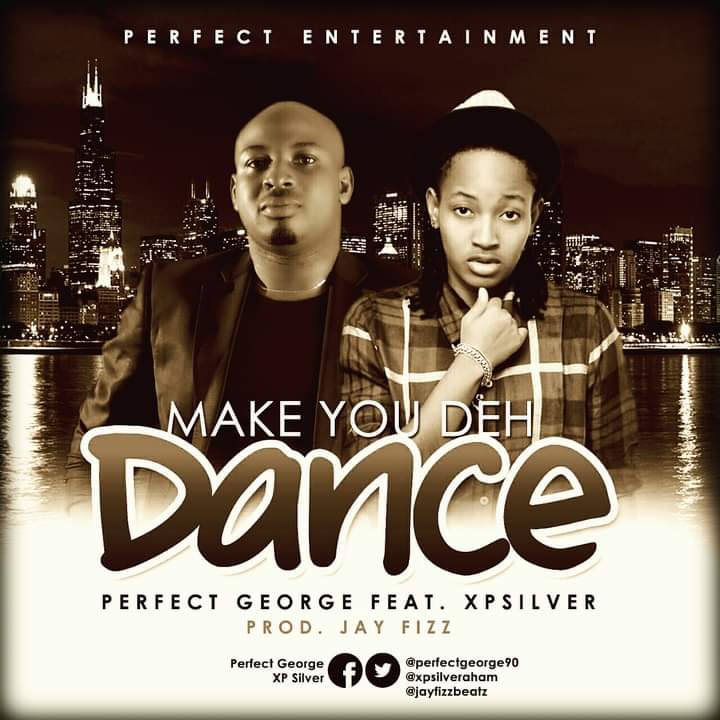 PERFECT ENTERTAINMENT
MAKE YOU DEH
Dance
PERFECT GEORGE FEAT. XPSILVER
PROD. JAY FIZZ
Perfect George
XP Silver
@perfectgeorge90
@xpsilveraham
@jayfizzbeatz